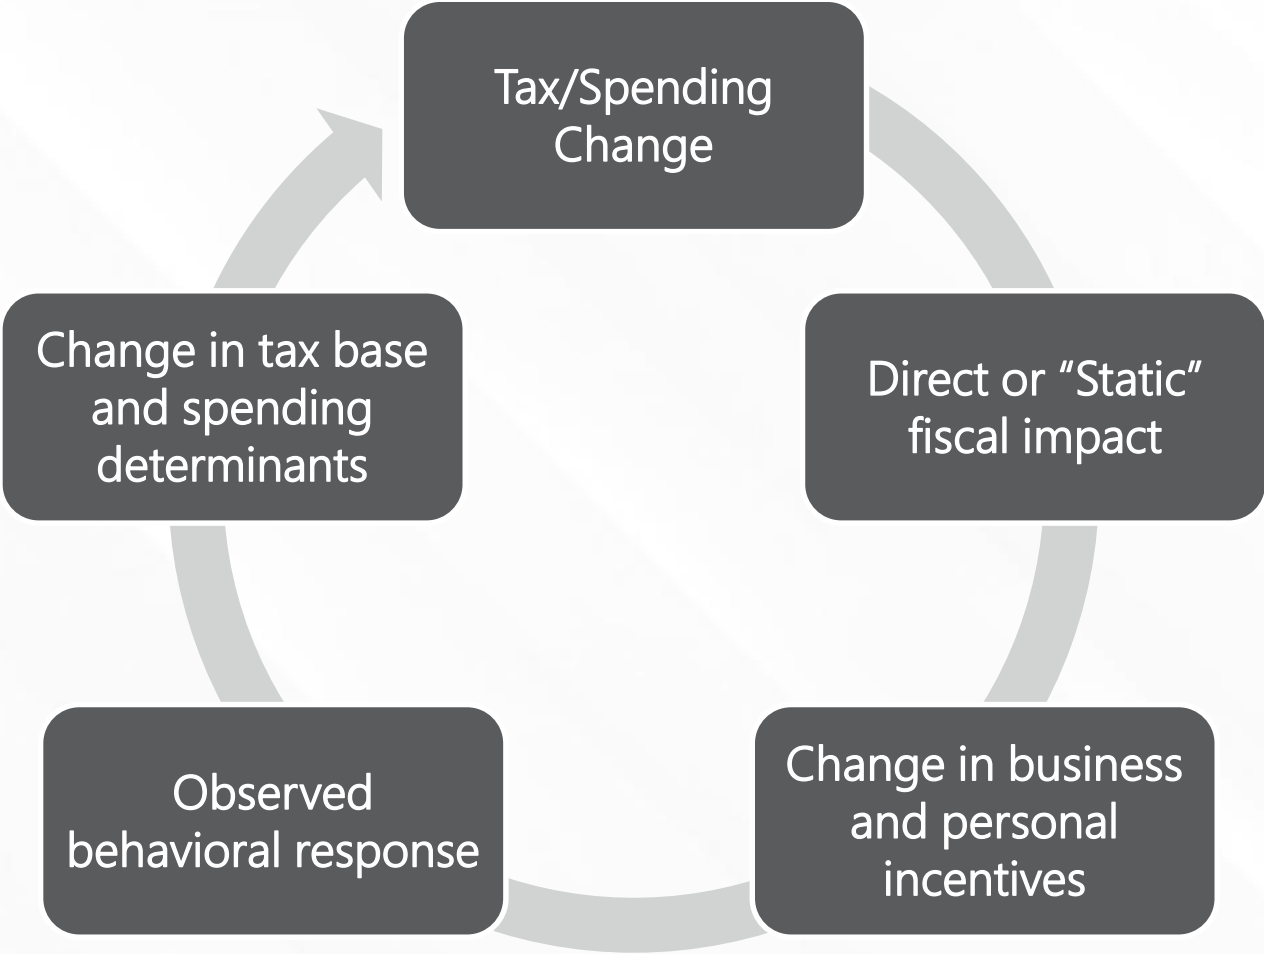 Tax/Spending
Change
Direct or “Static”
fiscal impact
Change in business
and personal
incentives
Observed
behavioral response
Change in tax base
and spending
determinants